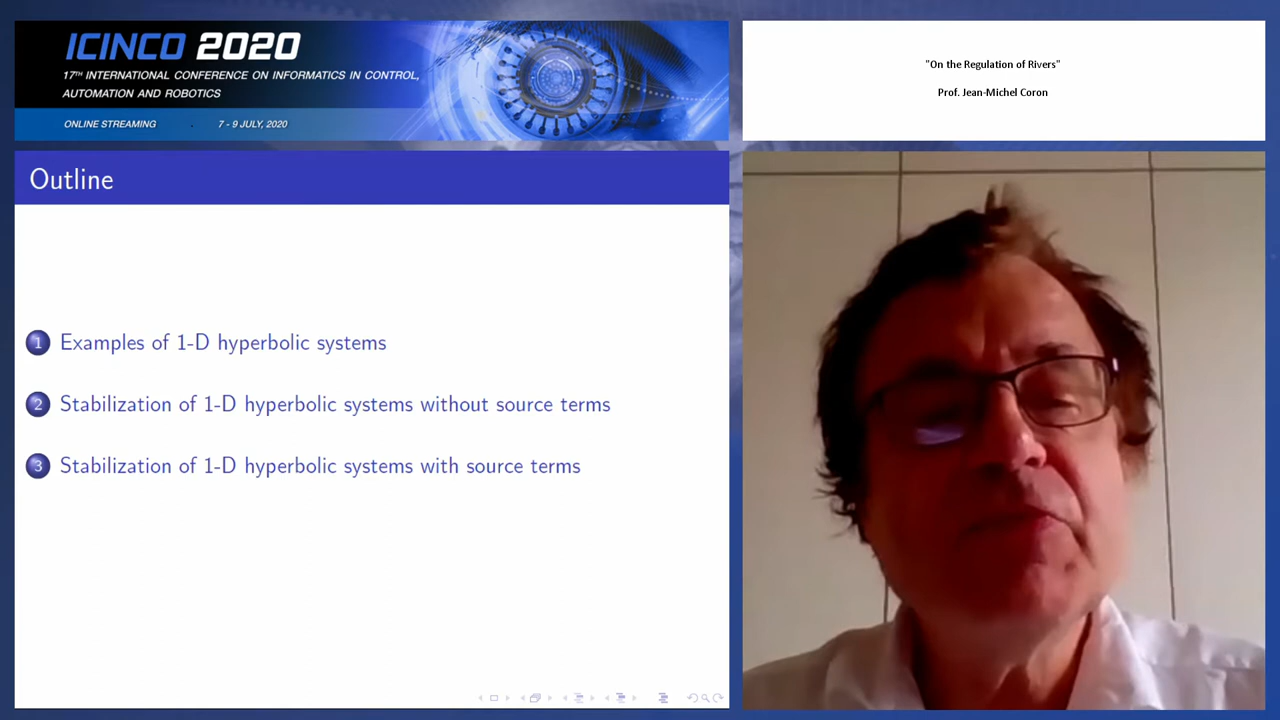 ICINCO 2020
17TH INTERNATIONAL CONFERENCE ON INFORMATICS IN CONTROL,
AUTOMATION AND ROBOTICS
ONLINE STREAMING . 7 - 9 JULY, 2020
"On the Regulation of Rivers"
Prof. Jean-Michel Coron
Outline
1 Examples of 1-D hyperbolic systems
2 Stabilization of 1-D hyperbolic systems without source terms
3 Stabilization of 1-D hyperbolic systems with source terms